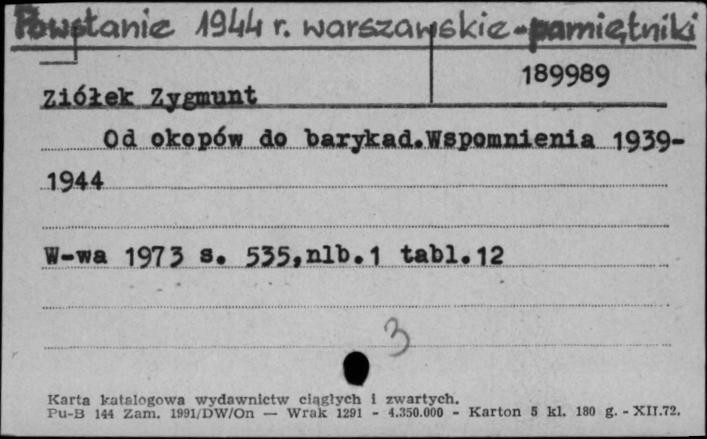 Powstanie 1944 r. warszawskie - pamiętniki
189989
Ziółek Zygmunt
Od okopów do barykad.Wspomnienia 1939-
1944
W-wa 1973 s. 535,nlb.1 tabl.12
3
Karta katalogowa wydawnictw ciągłych i zwartych.
Pu-B 144 Zam. 1991/DW/On — Wrak 1291 - 4.350.000 - Karton 5 kl. 180 g. - XII.72.